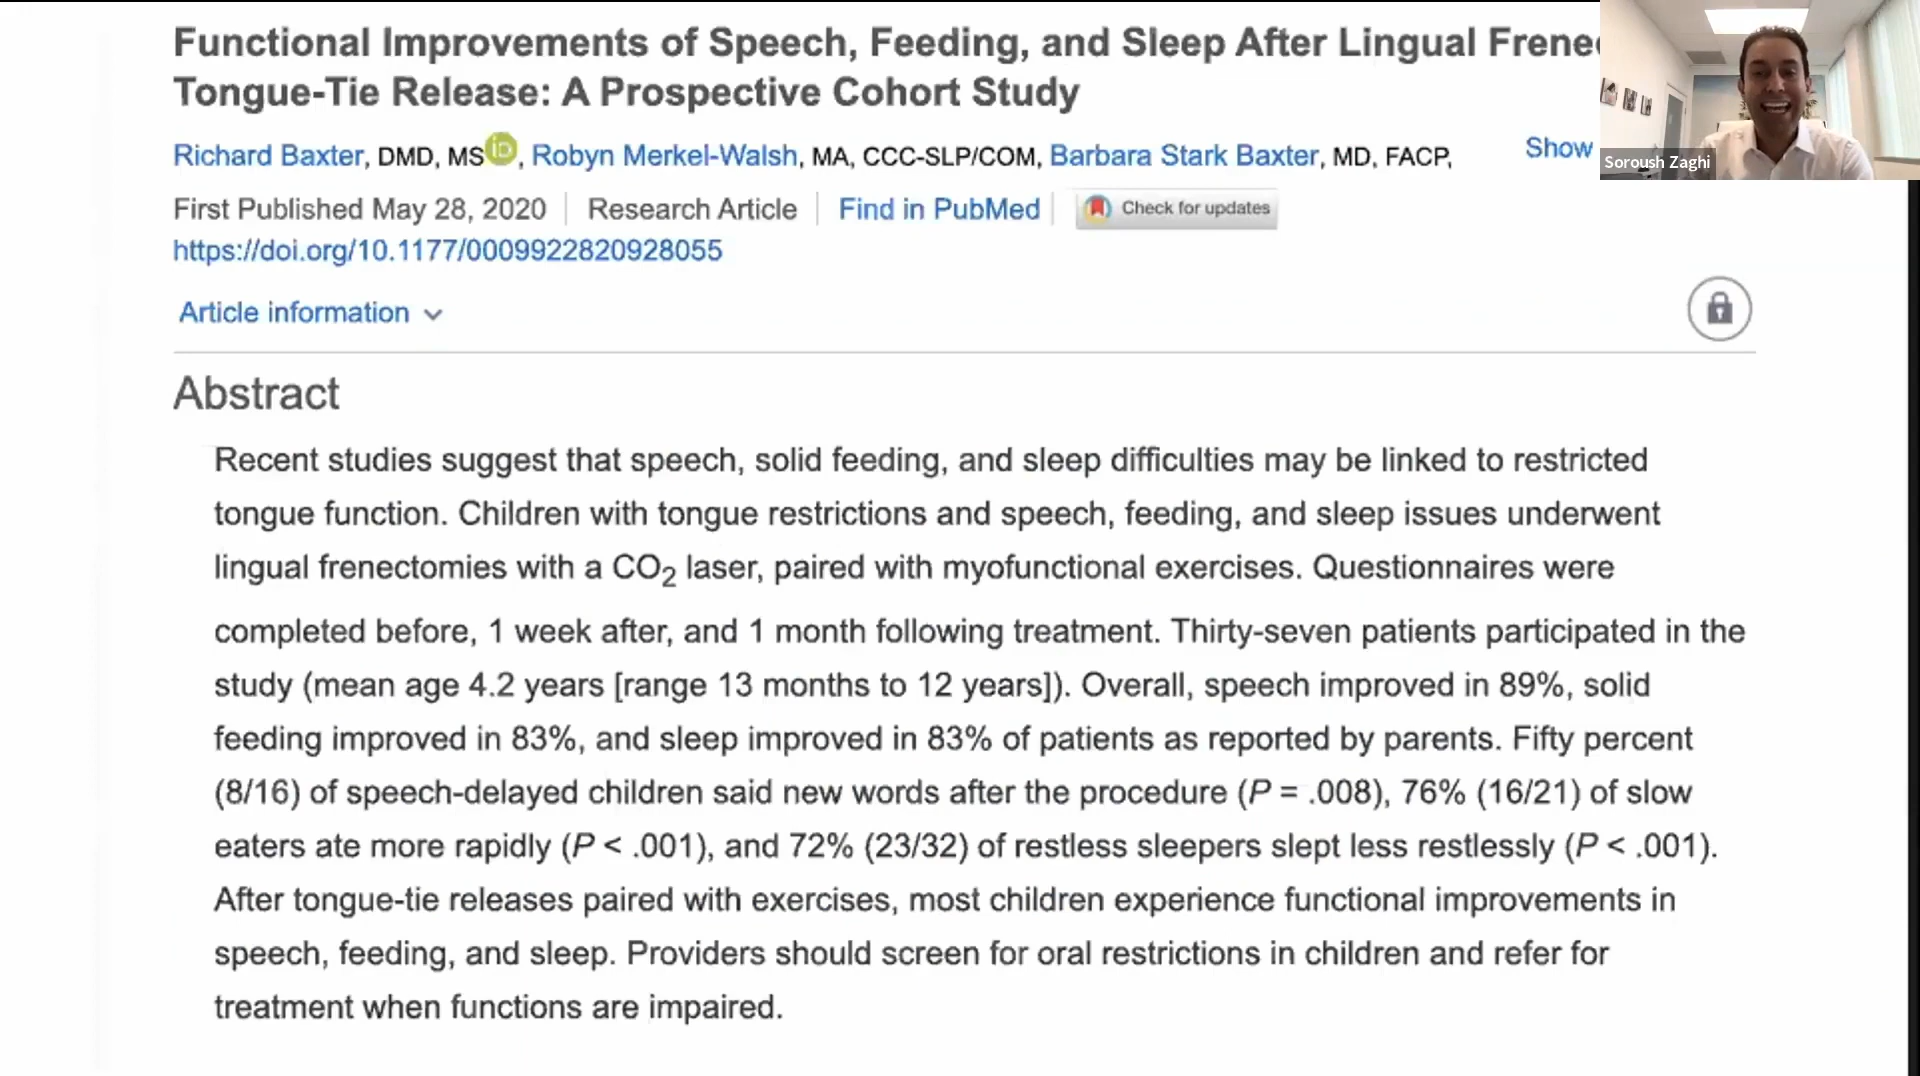 Functional Improvements of Speech, Feeding, and Sleep After Lingual
Tongue-Tie Release: A Prospective Cohort Study
Richard Baxter, DMD, MS iD, Robyn Merkel-Walsh, MA, CCC-SLP/COM, Barbara Stark Baxter, MD, FACP,
Show
Soroush Zaghi
First Published May 28, 2020 | Research Article | Find in PubMed | Check for updates
https://doi.org/10.1177/0009922820928055
Article information
Abstract
Recent studies suggest that speech, solid feeding, and sleep difficulties may be linked to restricted
tongue function. Children with tongue restrictions and speech, feeding, and sleep issues underwent
lingual frenectomies with a CO2 laser, paired with myofunctional exercises. Questionnaires were
completed before, 1 week after, and 1 month following treatment. Thirty-seven patients participated in the
study (mean age 4.2 years [range 13 months to 12 years]). Overall, speech improved in 89%, solid
feeding improved in 83%, and sleep improved in 83% of patients as reported by parents. Fifty percent
(8/16) of speech-delayed children said new words after the procedure (P = .008), 76% (16/21) of slow
eaters ate more rapidly (P < .001), and 72% (23/32) of restless sleepers slept less restlessly (P < .001).
After tongue-tie releases paired with exercises, most children experience functional improvements in
speech, feeding, and sleep. Providers should screen for oral restrictions in children and refer for
treatment when functions are impaired.